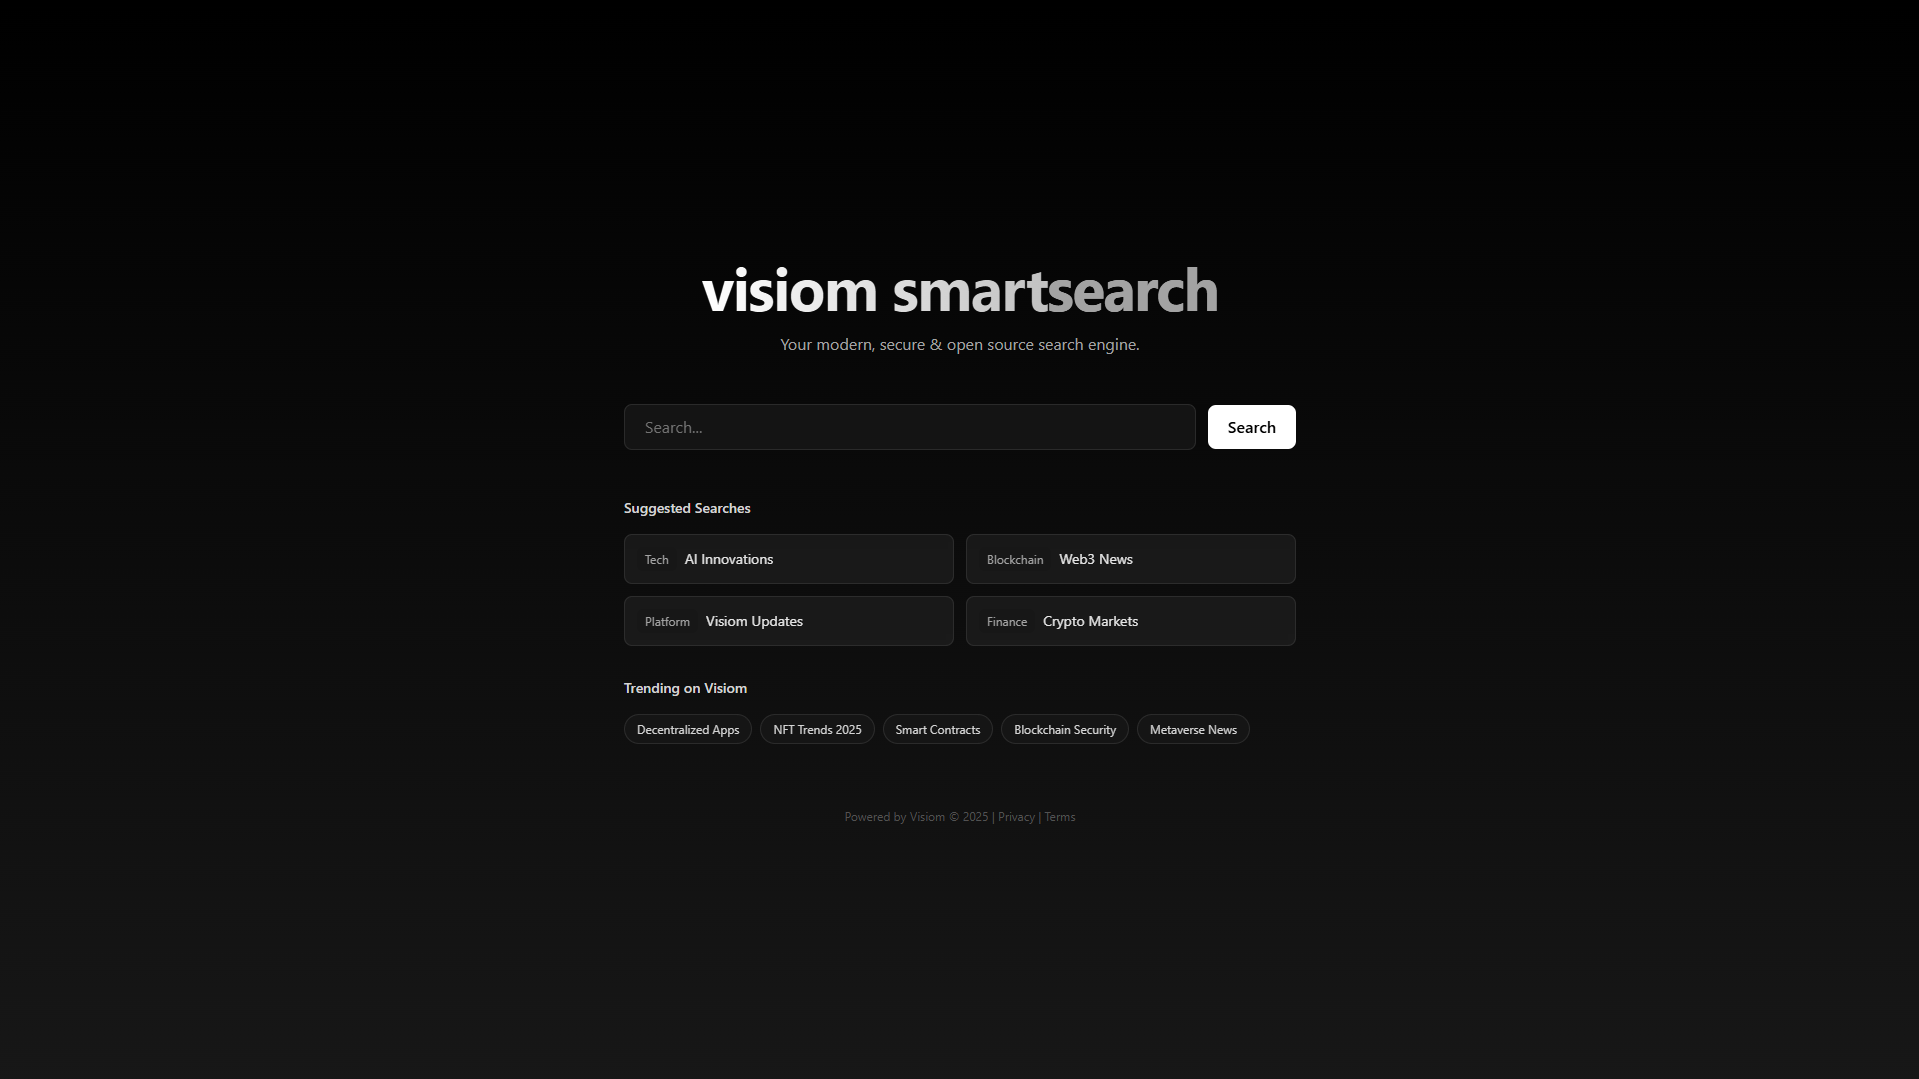 visiom smartsearch
Your modern, secure & open source search engine.
Search...
Search
Suggested Searches
Tech AI Innovations
Blockchain Web3 News
Platform Visiom Updates
Finance Crypto Markets
Trending on Visiom
Decentralized Apps
NFT Trends 2025
Smart Contracts
Blockchain Security
Metaverse News
Powered by Visiom © 2025 | Privacy | Terms